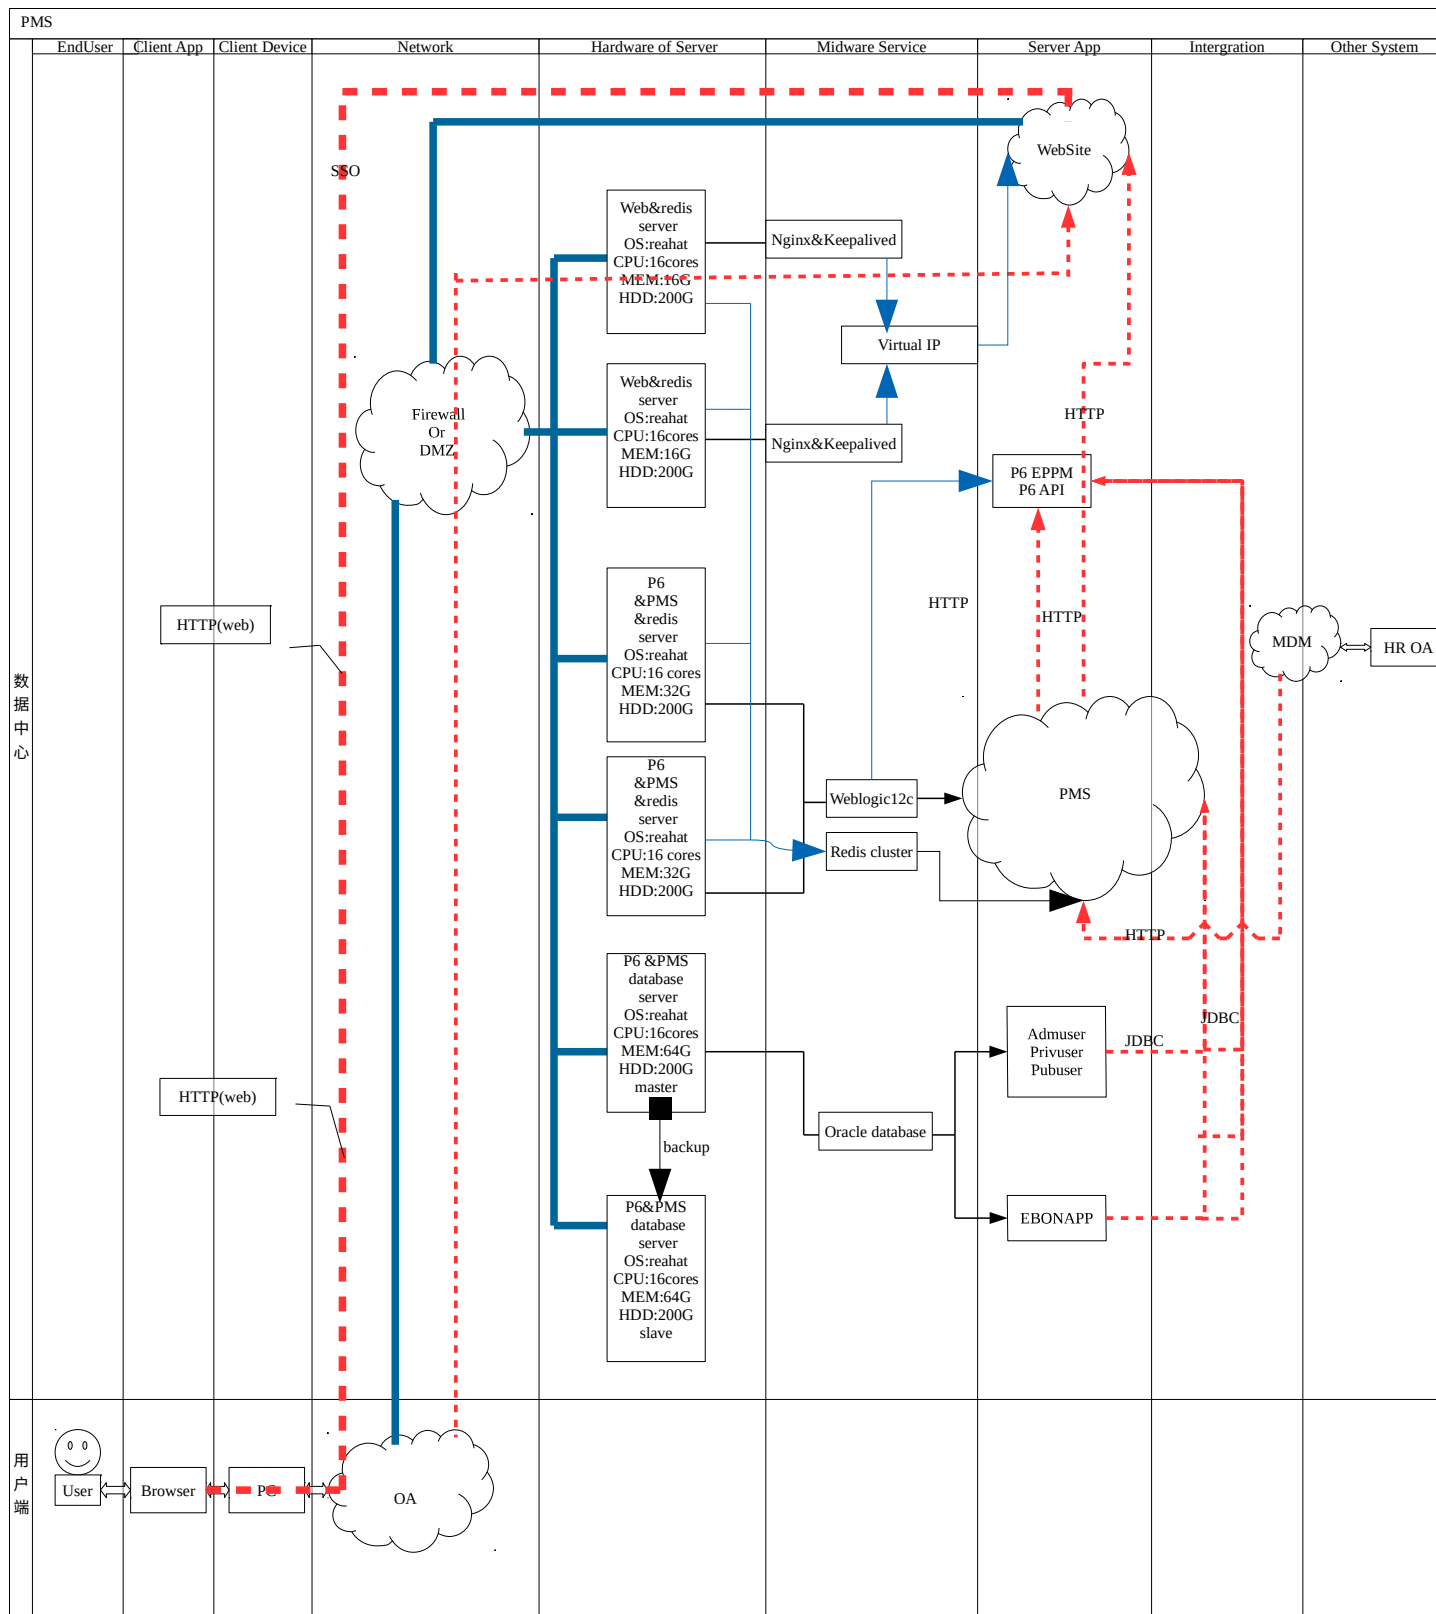 PMS
EndUser
Client App
Client Device
Network
Hardware of Server
Midware Service
Server App
Intergration
Other System
数
据
中
心
SSO
WebSite
Web&redis
server
OS:reahat
CPU:16cores
MEM:16G
HDD:200G
Nginx&Keepalived
Virtual IP
Firewall
Or
DMZ
Web&redis
server
OS:reahat
CPU:16cores
MEM:16G
HDD:200G
Nginx&Keepalived
HTTP
P6 EPPM
P6 API
HTTP
HTTP
HTTP(web)
P6
&PMS
&redis
server
OS:reahat
CPU:16 cores
MEM:32G
HDD:200G
MDM
HR OA
P6
&PMS
&redis
server
OS:reahat
CPU:16 cores
MEM:32G
HDD:200G
Weblogic12c
PMS
Redis cluster
HTTP
P6 &PMS
database
server
OS:reahat
CPU:16cores
MEM:64G
HDD:200G
master
JDBC
JDBC
Admuser
Privuser
Pubuser
HTTP(web)
Oracle database
backup
P6&PMS
database
server
OS:reahat
CPU:16cores
MEM:64G
HDD:200G
slave
EBONAPP
用
户
端
User
Browser
PC
OA